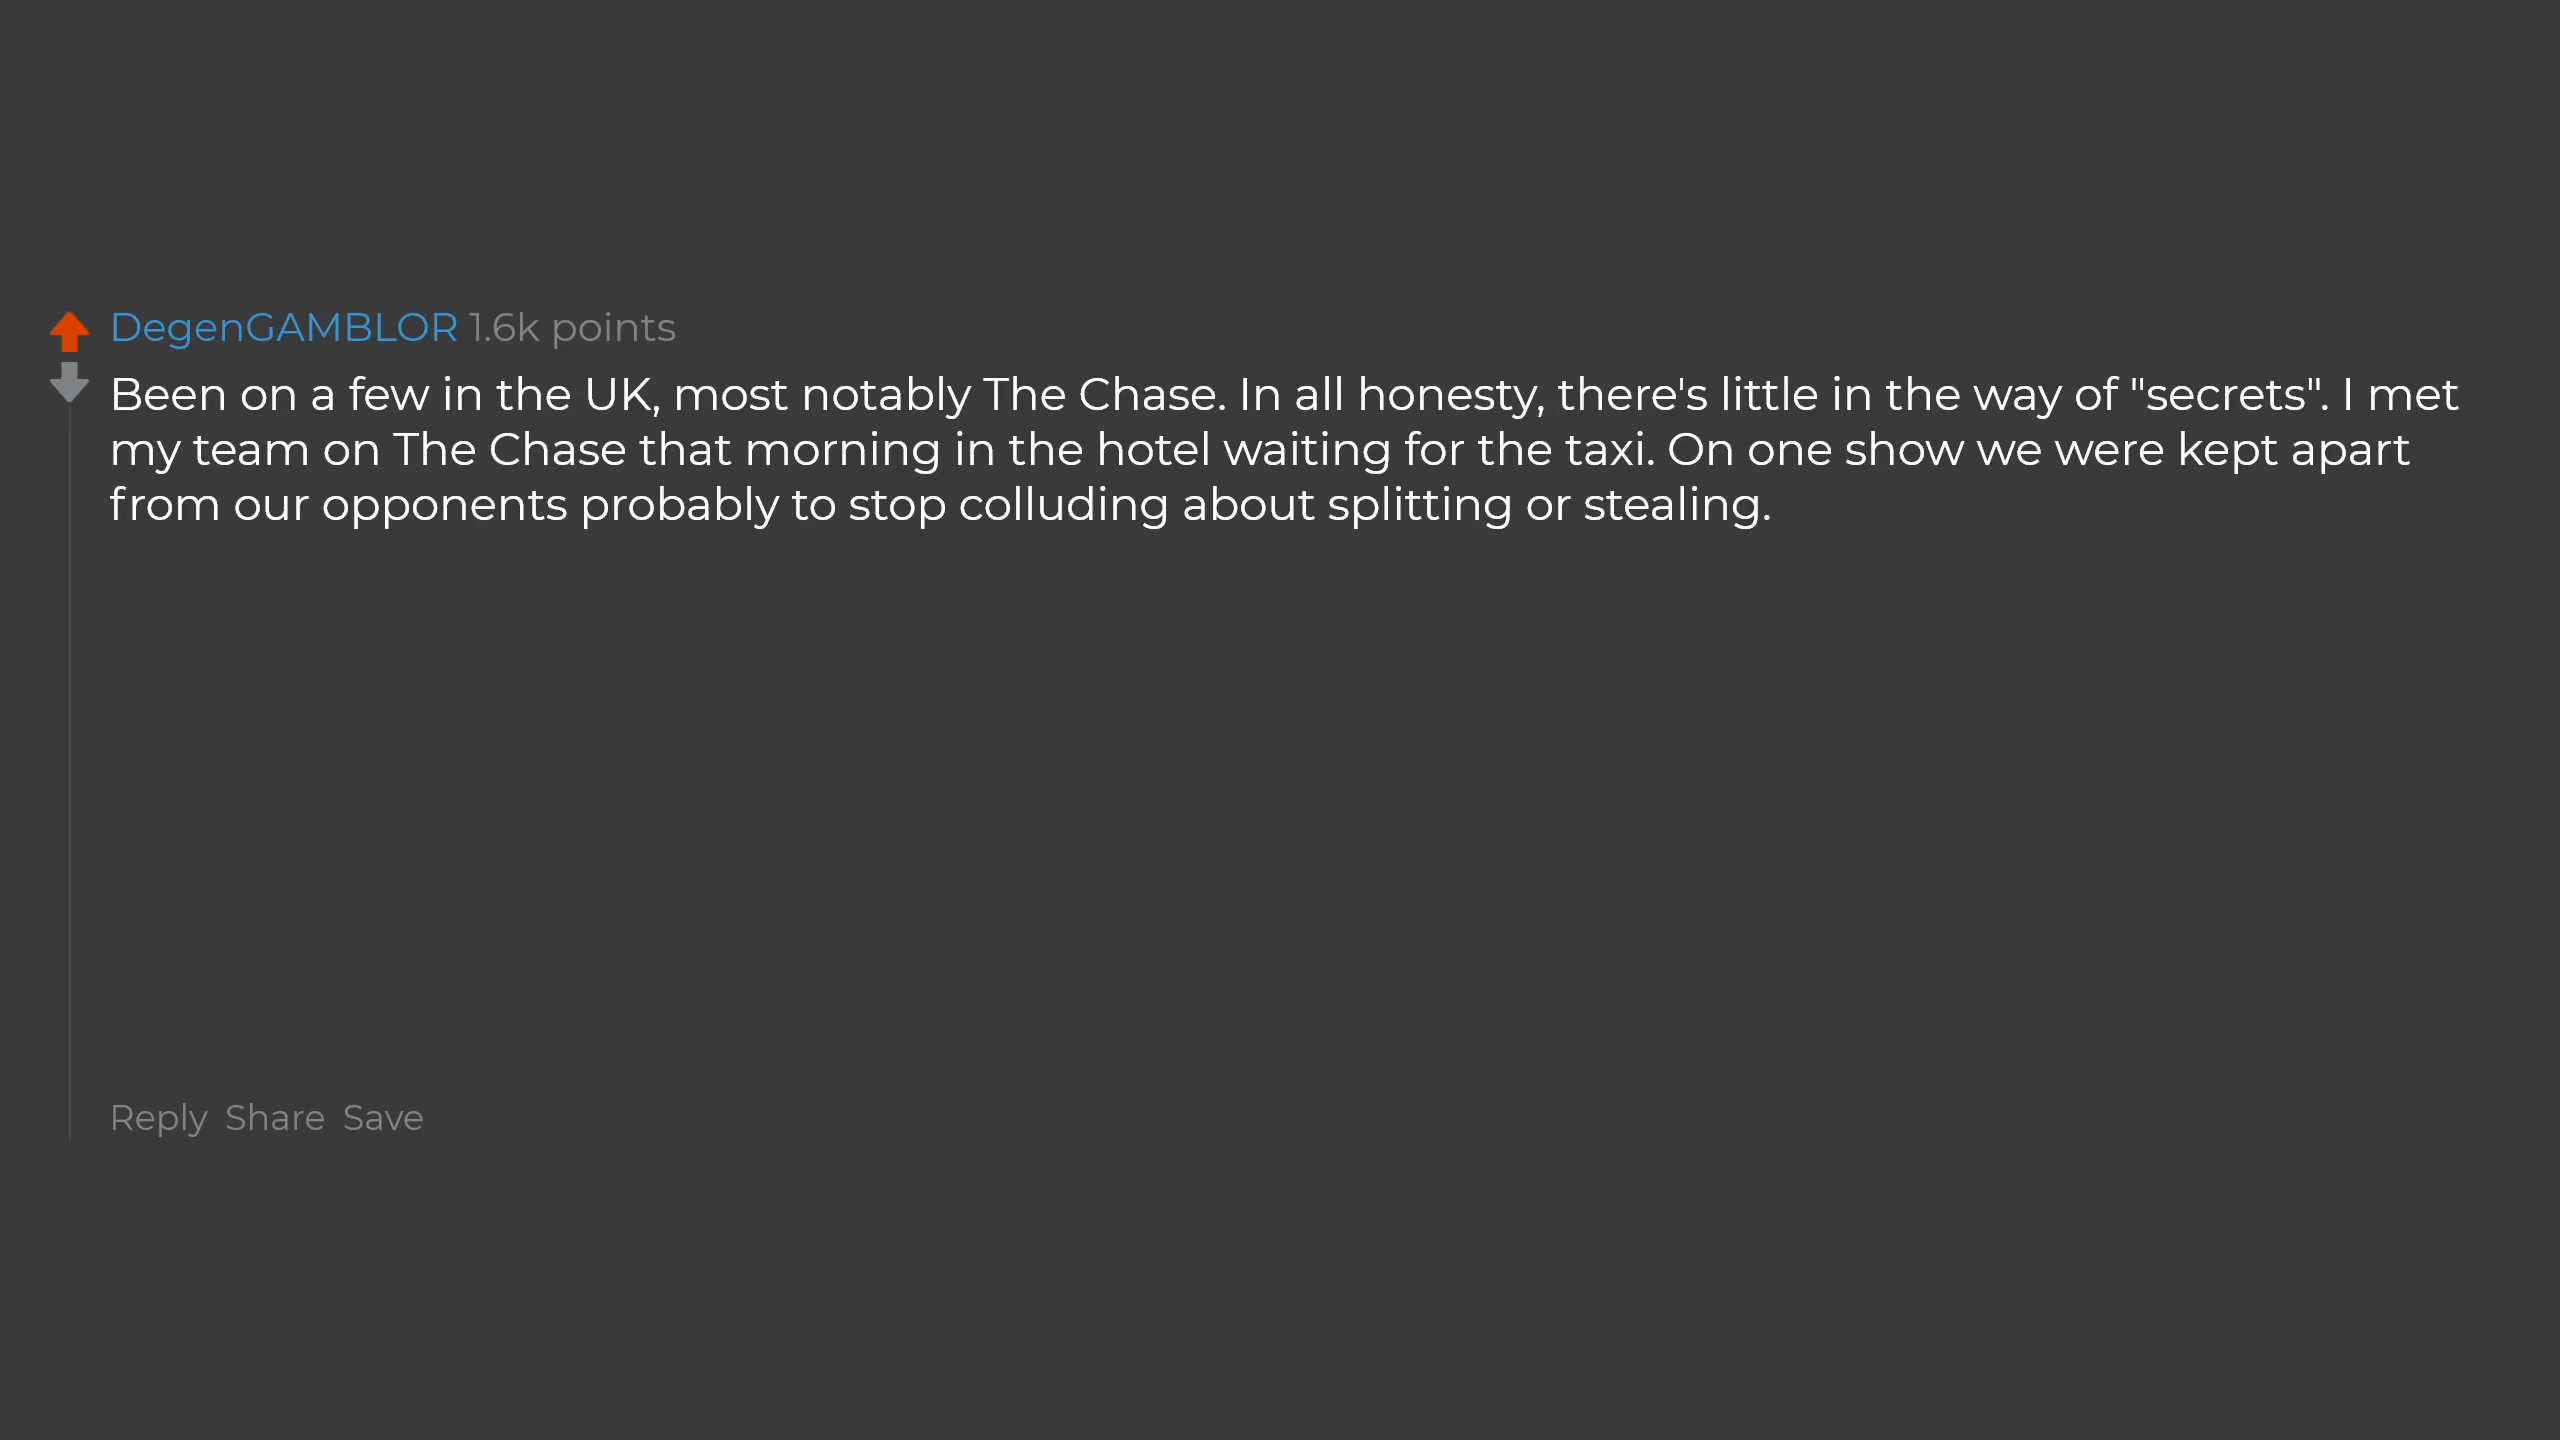 DegenGAMBLOR 1.6k points
Been on a few in the UK, most notably The Chase. In all honesty, there's little in the way of "secrets". I met
my team on The Chase that morning in the hotel waiting for the taxi. On one show we were kept apart
from our opponents probably to stop colluding about splitting or stealing.
Reply Share Save